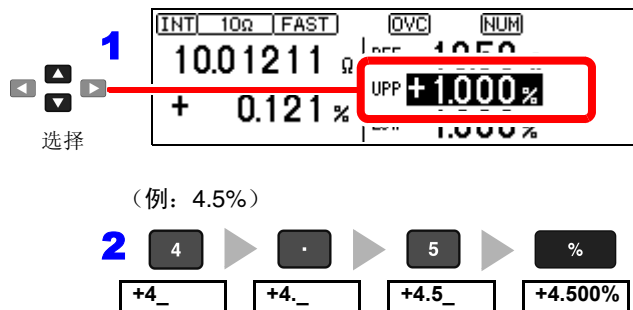 1
INT 10Ω FAST OVC NUM
10.01211 Ω
UPP +1.000%
+ 0.121 %
选择
（例：4.5%）
2 4 · 5 %
+4_ +4._ +4.5_ +4.500%